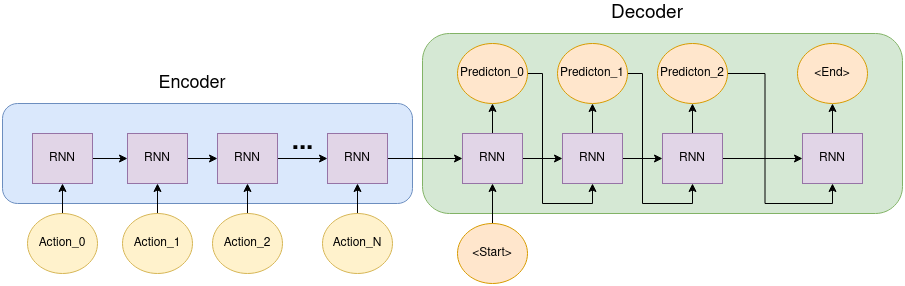 Decoder
Encoder
Predicton_0
Predicton_1
Predicton_2
<End>
RNN
RNN
RNN
...
RNN
RNN
RNN
RNN
RNN
Action_0
Action_1
Action_2
Action_N
<Start>